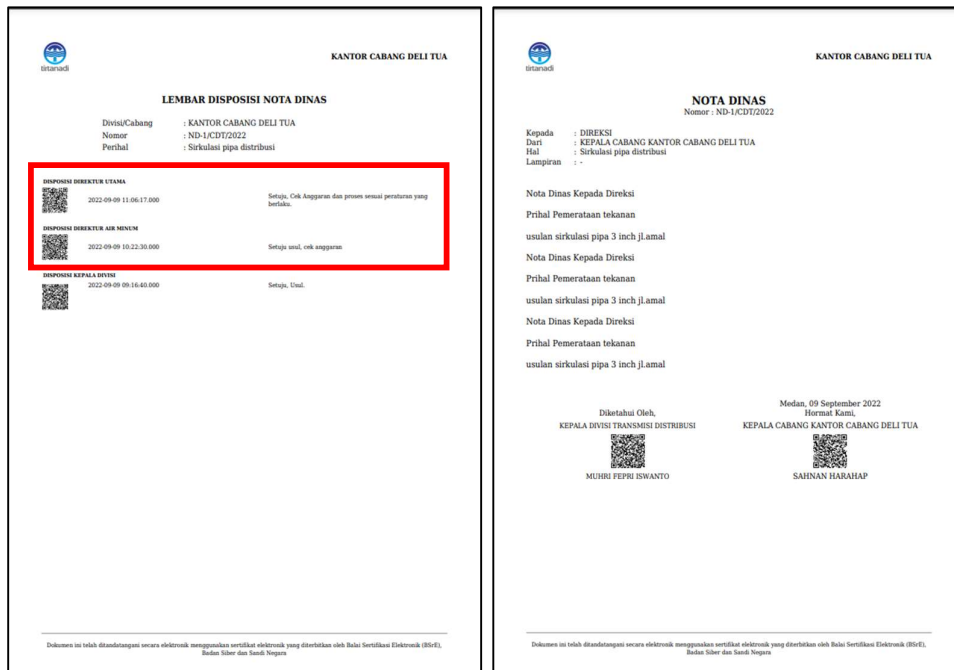 tirtanadi
KANTOR CABANG DELI TUA
LEMBAR DISPOSISI NOTA DINAS
Divisi/Cabang : KANTOR CABANG DELI TUA
Nomor : ND-1/CDT/2022
Perihal : Sirkulasi pipa distribusi
DISPOSISI DIREKTUR UTAMA
2022-09-09 11:06:17.000 Setuju, Cek Anggaran dan proses sesuai peraturan yang
berlaku.
DISPOSISI DIREKTUR AIR MINUM
2022-09-09 10:22:30.000 Setuju usul, cek anggaran
DISPOSISI KEPALA DIVISI
2022-09-09 09:16:40.000 Setuju, Usul.
Dokumen ini telah ditandatangani secara elektronik menggunakan sertifikat elektronik yang diterbitkan oleh Balai Sertifikasi Elektronik (BSrE),
Badan Siber dan Sandi Negara
tirtanadi
KANTOR CABANG DELI TUA
NOTA DINAS
Nomor : ND-1/CDT/2022
Kepada : DIREKSI
Dari : KEPALA CABANG KANTOR CABANG DELI TUA
Hal : Sirkulasi pipa distribusi
Lampiran : -
Nota Dinas Kepada Direksi
Prihal Pemerataan tekanan
usulan sirkulasi pipa 3 inch jl.amal
Nota Dinas Kepada Direksi
Prihal Pemerataan tekanan
usulan sirkulasi pipa 3 inch jl.amal
Nota Dinas Kepada Direksi
Prihal Pemerataan tekanan
usulan sirkulasi pipa 3 inch jl.amal
Medan, 09 September 2022
Diketahui Oleh, Hormat Kami,
KEPALA DIVISI TRANSMISI DISTRIBUSI KEPALA CABANG KANTOR CABANG DELI TUA
MUHRI FEPRI ISWANTO SAHNAN HARAHAP
Dokumen ini telah ditandatangani secara elektronik menggunakan sertifikat elektronik yang diterbitkan oleh Balai Sertifikasi Elektronik (BSrE),
Badan Siber dan Sandi Negara